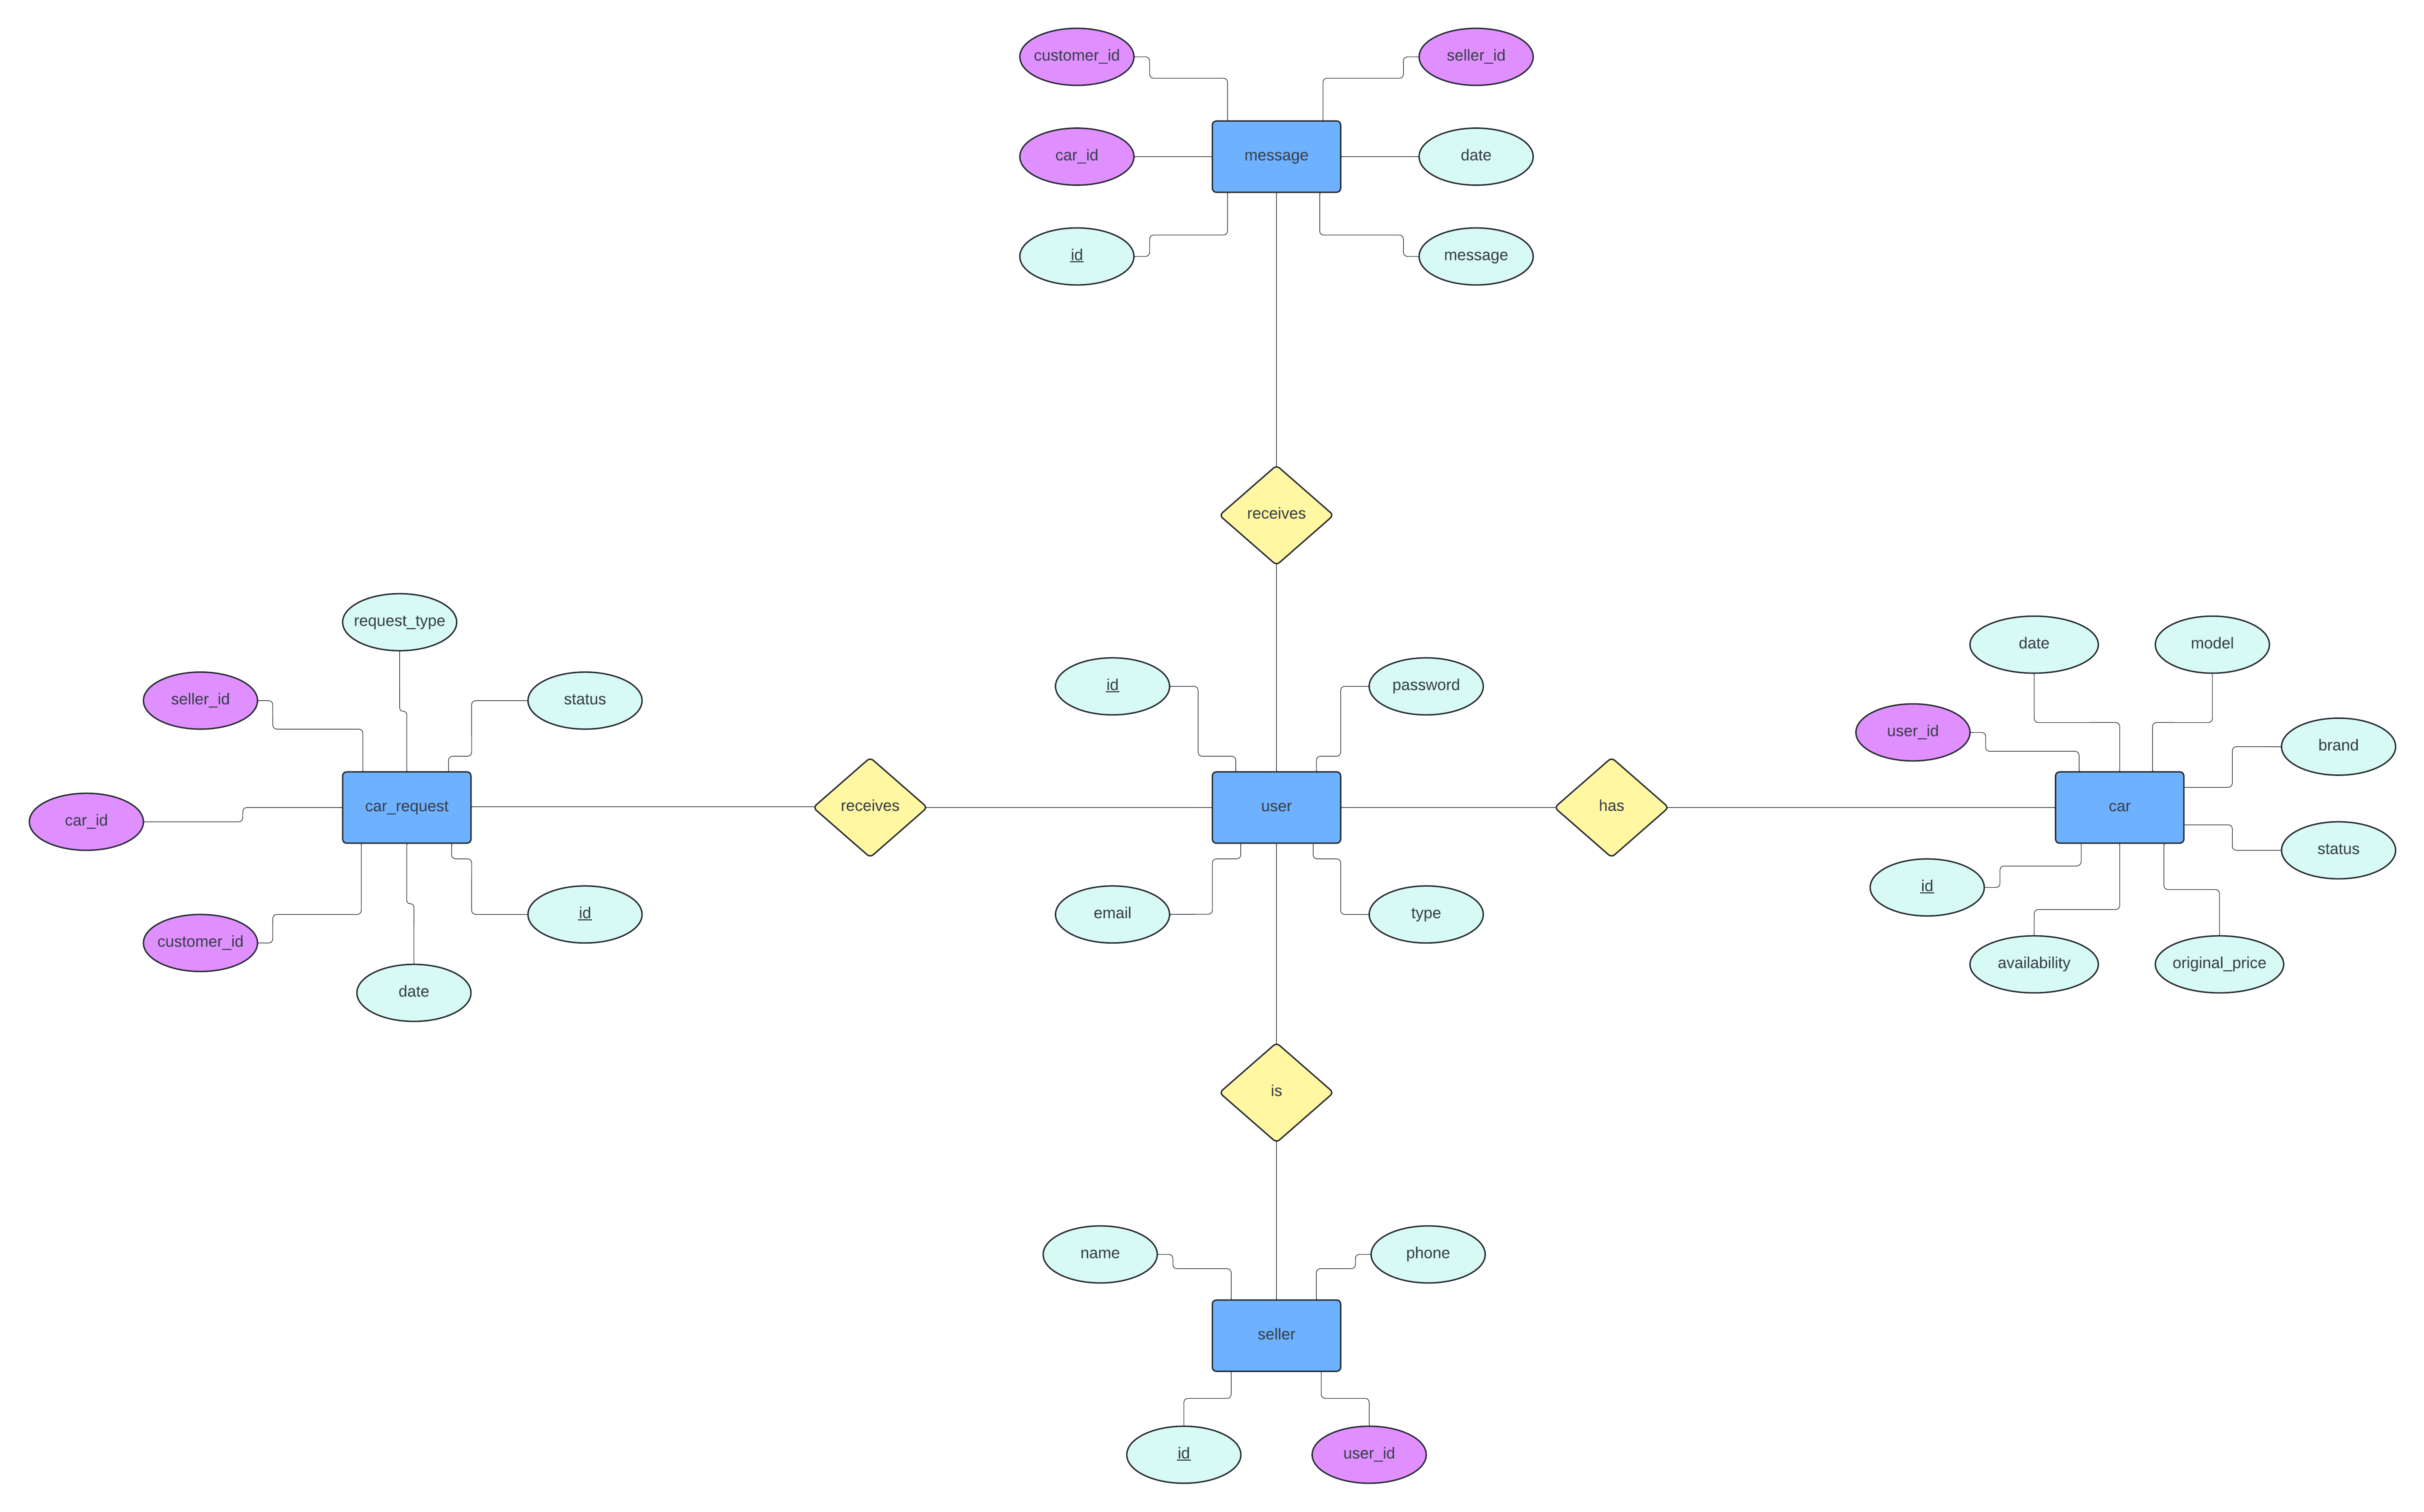 customer_id
seller_id
car_id
message
date
id
message
receives
request_type
seller_id
status
car_request
car_id
customer_id
id
date
receives
id
password
user
email
type
has
date
model
user_id
brand
car
status
id
availability
original_price
is
name
phone
seller
id
user_id